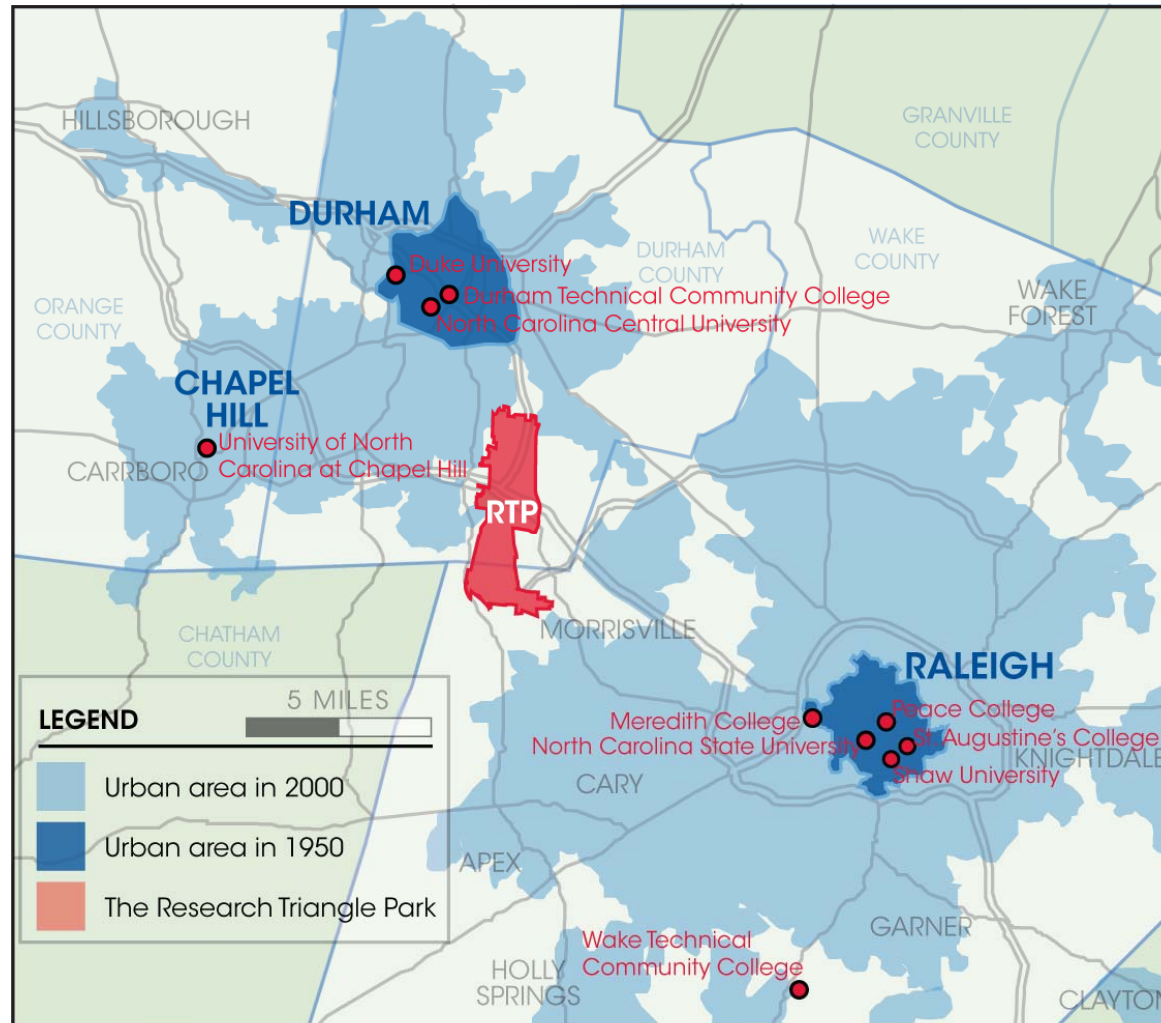 HILLSBOROUGH
GRANVILLE
COUNTY
DURHAM
DURHAM
COUNTY
WAKE
COUNTY
Duke University
Durham Technical Community College
North Carolina Central University
WAKE
FOREST
ORANGE
COUNTY
CHAPEL
HILL
University of North
Carolina at Chapel Hill
CARRBORO
RTP
MORRISVILLE
CHATHAM
COUNTY
RALEIGH
Peace College
Meredith College
St. Augustine's College
North Carolina State University
Shaw University
KNIGHTDALE
CARY
LEGEND
5 MILES
Urban area in 2000
Urban area in 1950
The Research Triangle Park
APEX
GARNER
Wake Technical
Community College
HOLLY
SPRINGS
CLAYTON